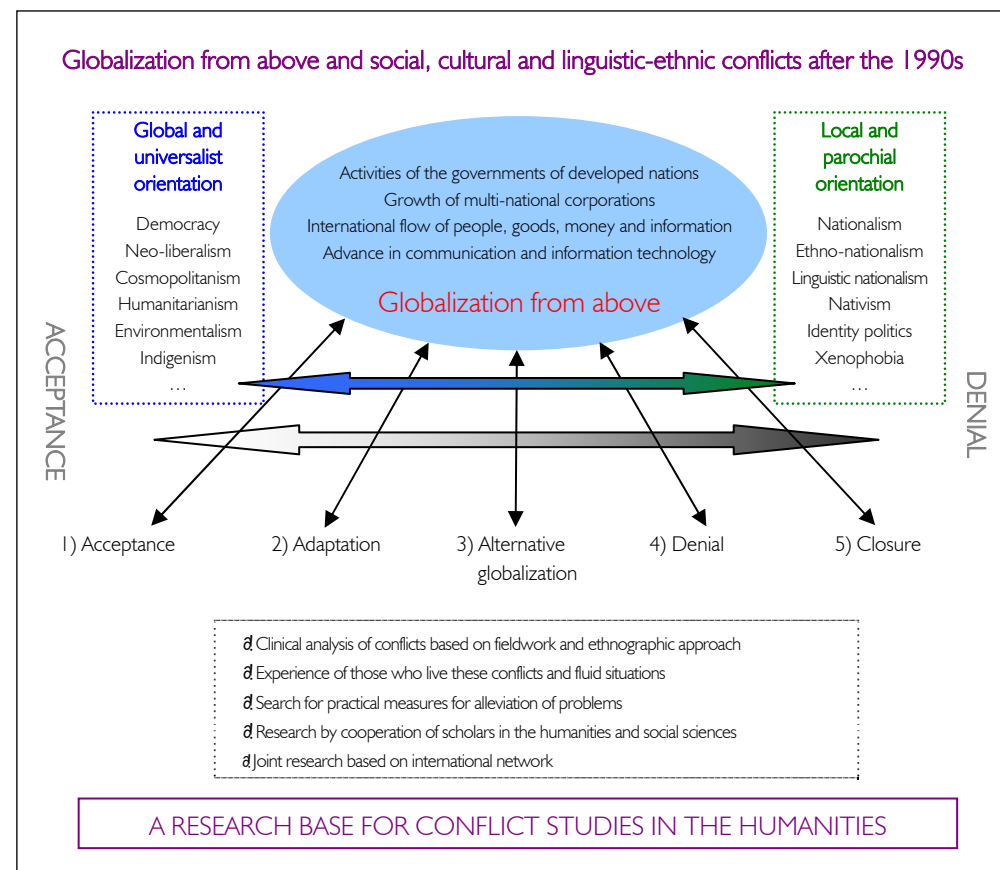 Globalization from above and social, cultural and linguistic-ethnic conflicts after the 1990s
Global and
universalist
orientation
Democracy
Neo-liberalism
Cosmopolitanism
Humanitarianism
Environmentalism
Indigenism
…
Activities of the governments of developed nations
Growth of multi-national corporations
International flow of people, goods, money and information
Advance in communication and information technology
Globalization from above
Local and
parochial
orientation
Nationalism
Ethno-nationalism
Linguistic nationalism
Nativism
Identity politics
Xenophobia
…
ACCEPTANCE
DENIAL
1) Acceptance
2) Adaptation
3) Alternative
globalization
4) Denial
5) Closure
Clinical analysis of conflicts based on fieldwork and ethnographic approach
Experience of those who live these conflicts and fluid situations
Search for practical measures for alleviation of problems
Research by cooperation of scholars in the humanities and social sciences
Joint research based on international network
A RESEARCH BASE FOR CONFLICT STUDIES IN THE HUMANITIES